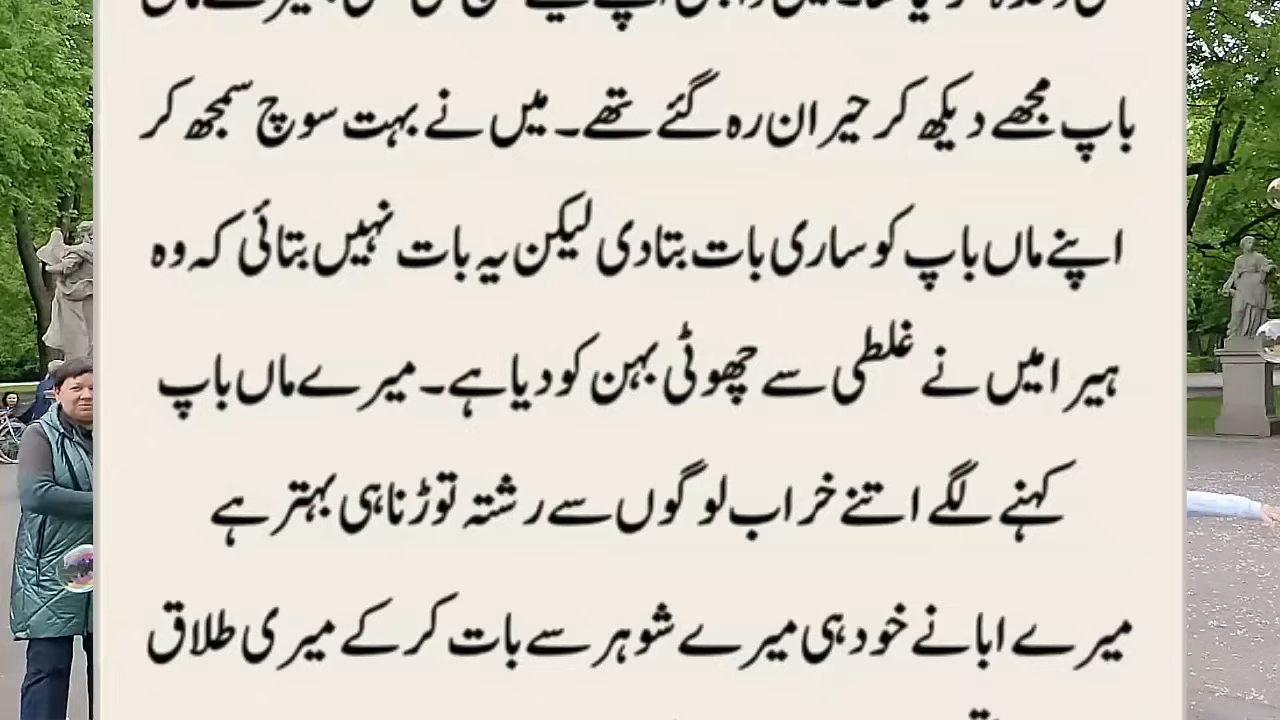 باپ مجھے دیکھ کر حیران رہ گئے تھے۔ میں نے بہت سوچ سمجھ کر
اپنے ماں باپ کو ساری بات بتادی لیکن یہ بات نہیں بتائی کہ وہ
ہیرا میں نے غلطی سے چھوٹی بہن کو دیا ہے۔ میرے ماں باپ
کہنے لگے اتنے خراب لوگوں سے رشتہ توڑنا ہی بہتر ہے
میرے ابا نے خود ہی میرے شوہر سے بات کر کے میری طلاق